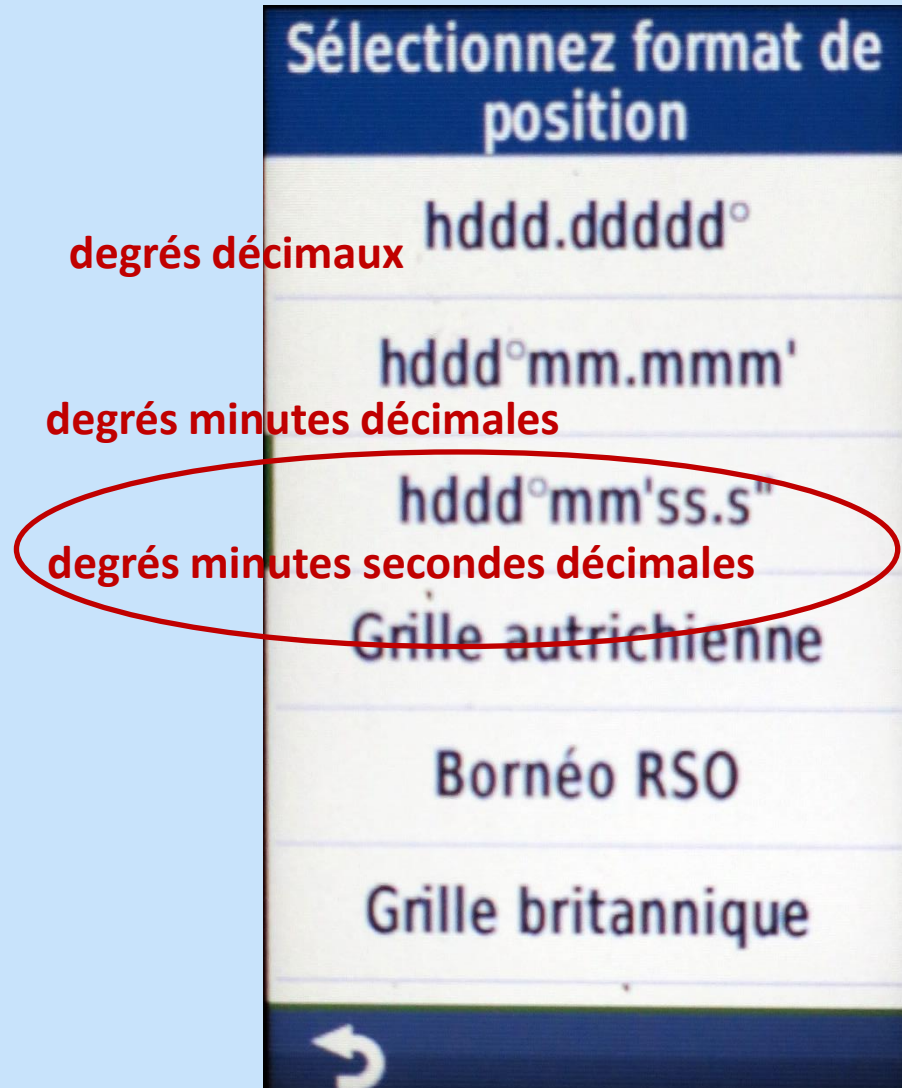 Sélectionnez format de
position
hddd.ddddd°
degrés décimaux
hddd°mm.mmm'
degrés minutes décimales
hddd°mm'ss.s"
degrés minutes secondes décimales
Grille autrichienne
Bornéo RSO
Grille britannique